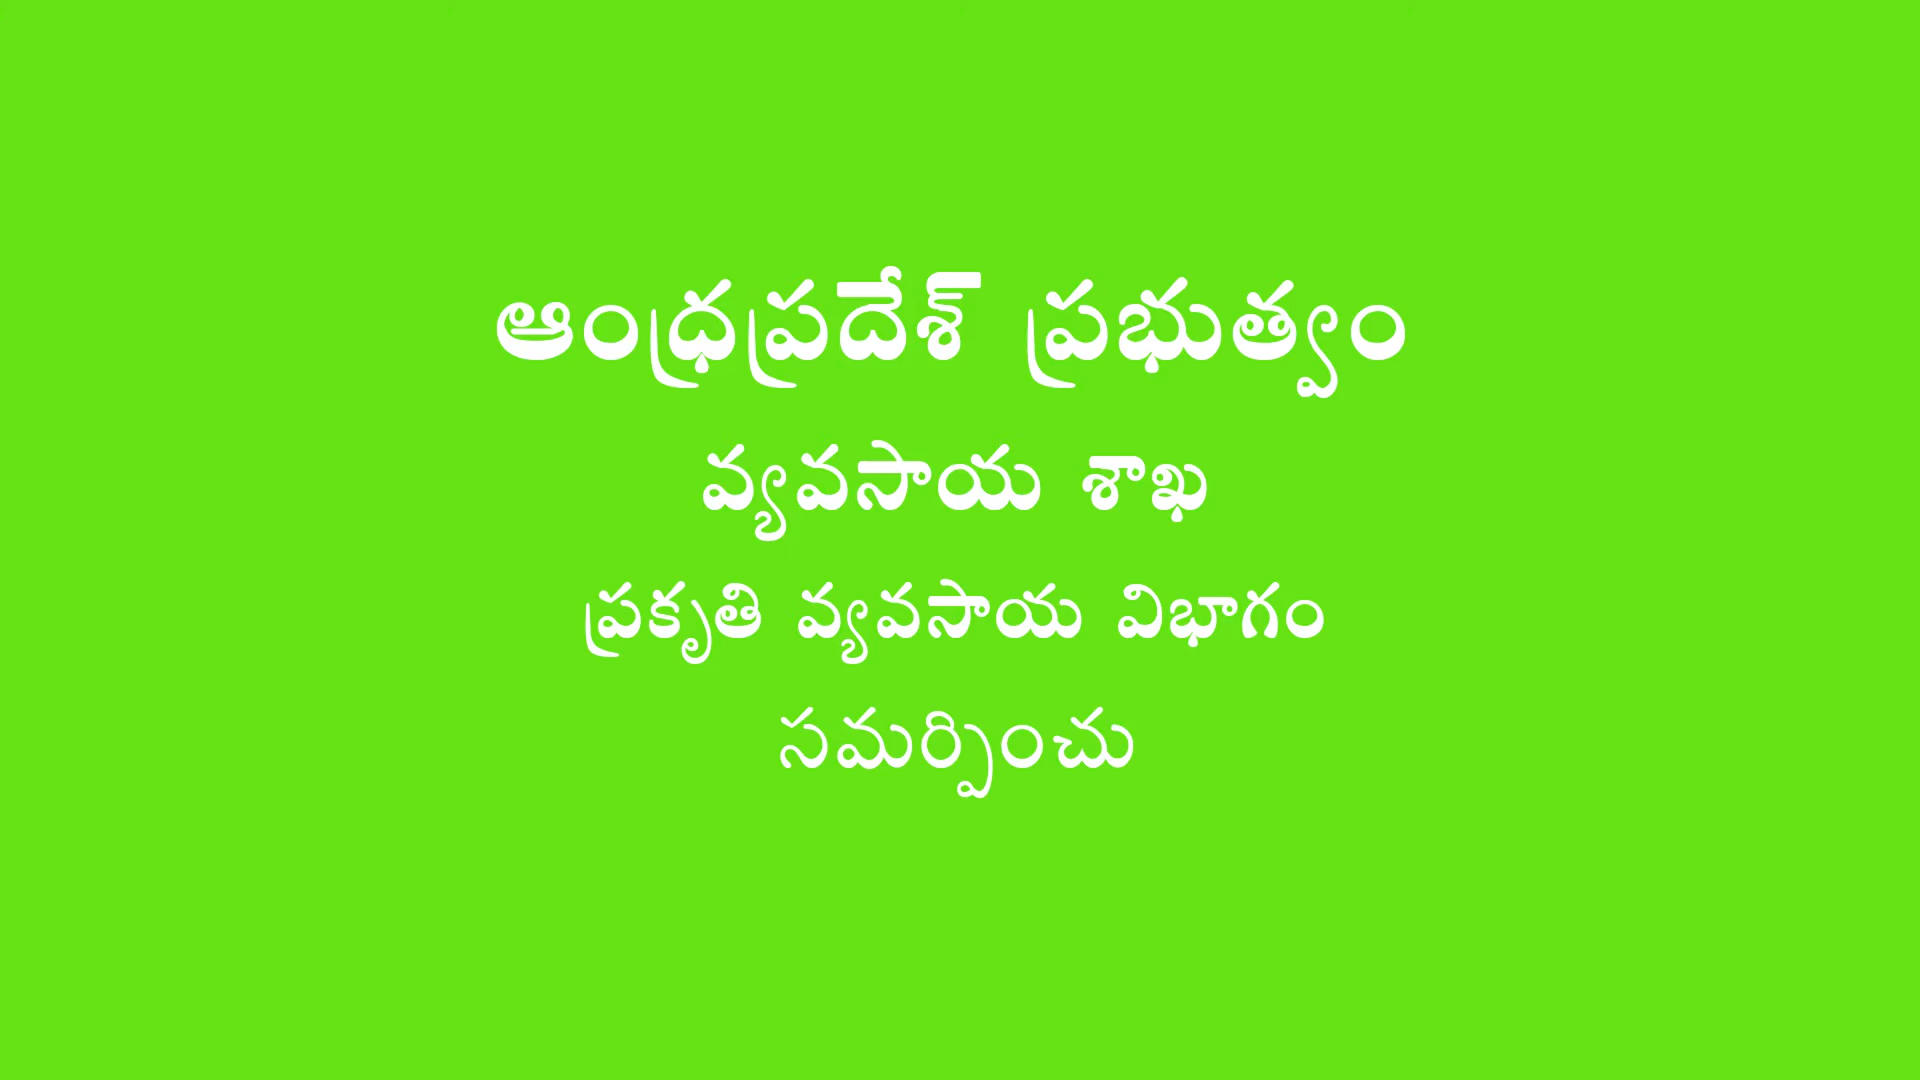 ఆంధ్రప్రదేశ్ ప్రభుత్వం
వ్యవసాయ శాఖ
ప్రకృతి వ్యవసాయ విభాగం
సమర్పించు